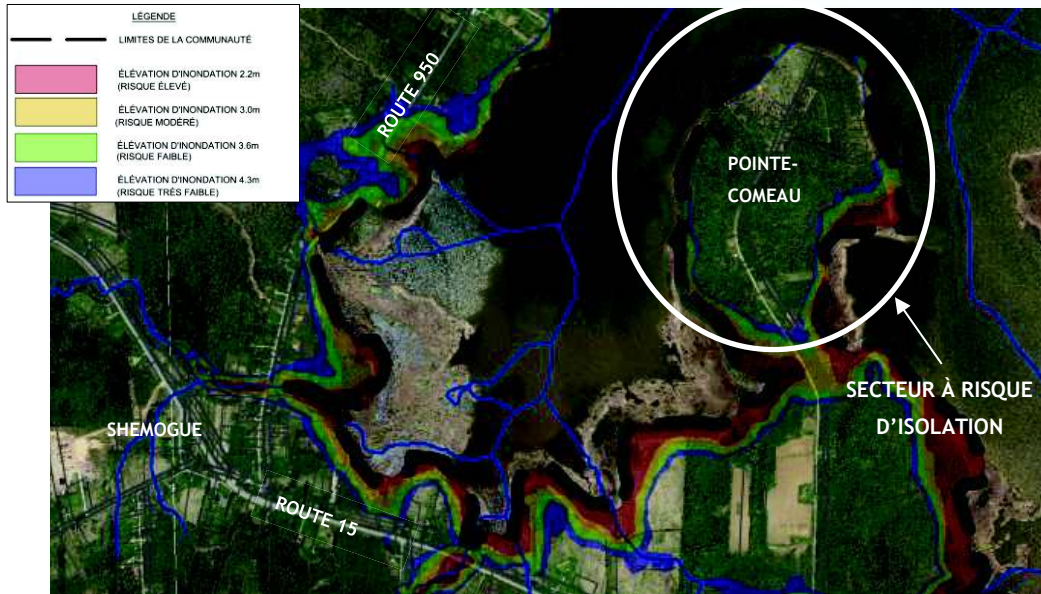 LÉGENDE
LIMITES DE LA COMMUNAUTÉ
ÉLÉVATION D'INONDATION 2.2m
(RISQUE ÉLEVÉ)
ÉLÉVATION D'INONDATION 3.0m
(RISQUE MODÉRÉ)
ÉLÉVATION D'INONDATION 3.6m
(RISQUE FAIBLE)
ÉLÉVATION D'INONDATION 4.3m
(RISQUE TRÈS FAIBLE)
ROUTE 950
POINTE-
COMEAU
SECTEUR À RISQUE
D'ISOLATION
SHEMOGUE
ROUTE 15